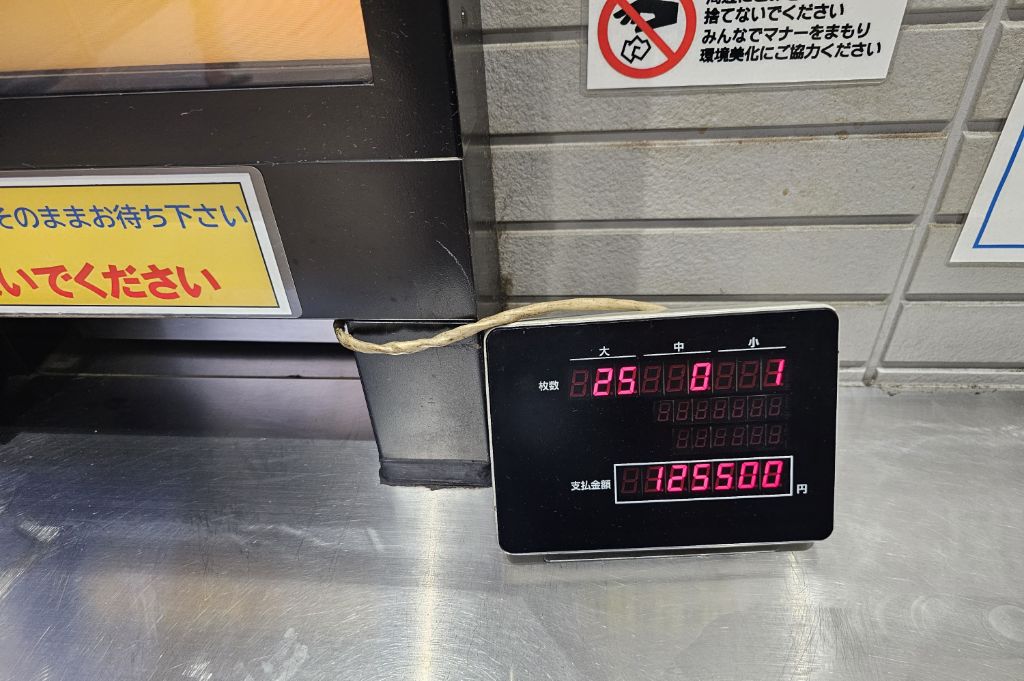 捨てないでください
みんなでマナーをまもり
環境美化にご協力ください
そのままお待ち下さい
いでください
大 中 小
枚数 25 0 1
支払金額 125500 円